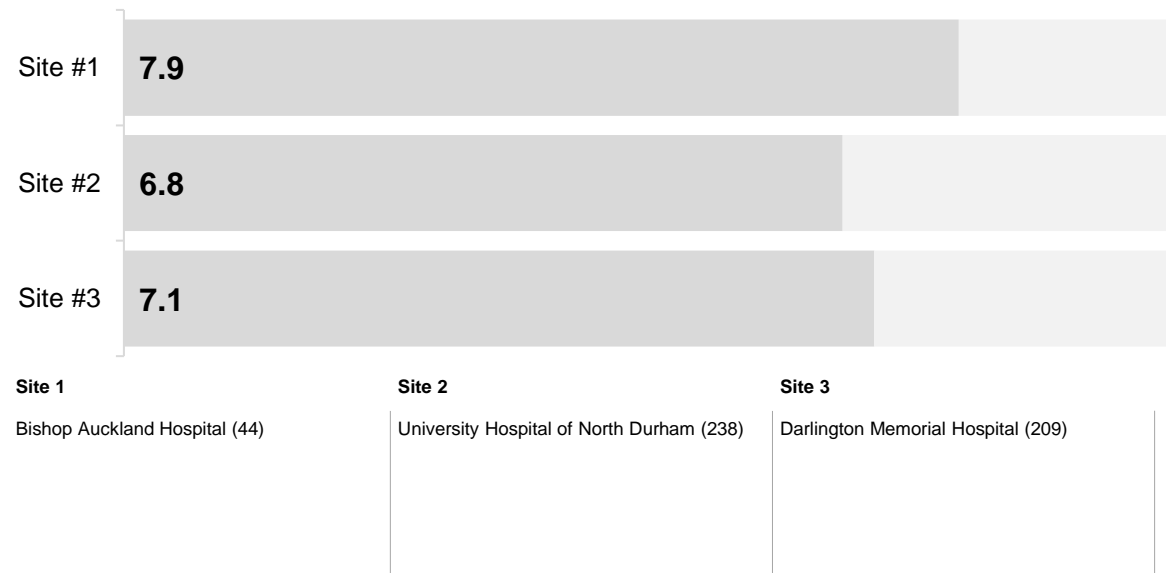 Site #1 7.9
Site #2 6.8
Site #3 7.1
Site 1 Site 2 Site 3
Bishop Auckland Hospital (44) University Hospital of North Durham (238) Darlington Memorial Hospital (209)